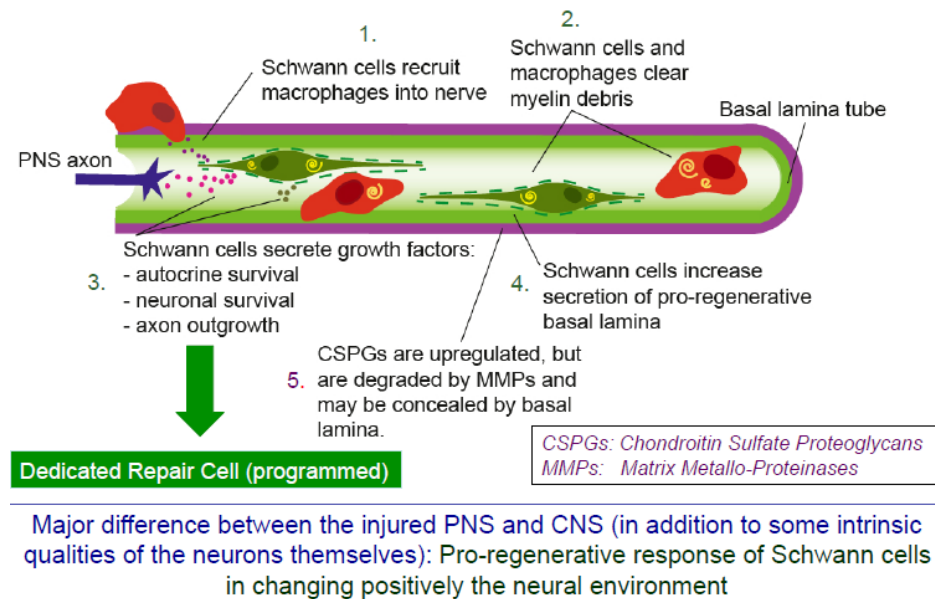 1.
Schwann cells recruit
macrophages into nerve
2.
Schwann cells and
macrophages clear
myelin debris
Basal lamina tube
PNS axon
3.
Schwann cells secrete growth factors:
- autocrine survival
- neuronal survival
- axon outgrowth
4.
Schwann cells increase
secretion of pro-regenerative
basal lamina
5.
CSPGs are upregulated, but
are degraded by MMPs and
may be concealed by basal
lamina.
Dedicated Repair Cell (programmed)
CSPGs: Chondroitin Sulfate Proteoglycans
MMPs: Matrix Metallo-Proteinases
Major difference between the injured PNS and CNS (in addition to some intrinsic
qualities of the neurons themselves): Pro-regenerative response of Schwann cells
in changing positively the neural environment